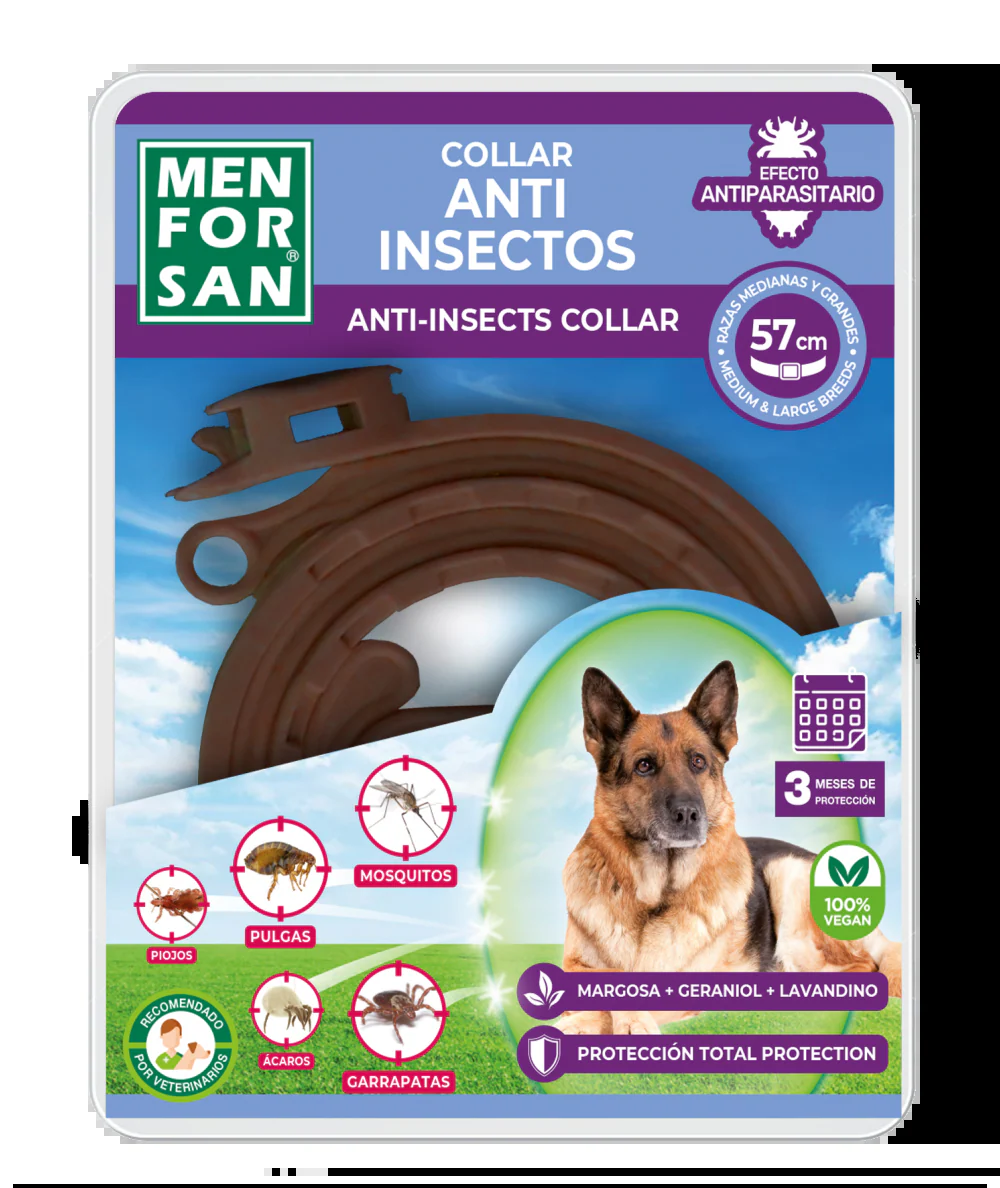 MEN
FOR
SAN
®
COLLAR
ANTI
INSECTOS
ANTI-INSECTS COLLAR
EFECTO
ANTIPARASITARIO
RAZAS MEDIANAS Y GRANDES
57cm
MEDIUM & LARGE BREEDS
3 MESES DE
PROTECCIÓN
100%
VEGAN
MOSQUITOS
PULGAS
PIOJOS
ÁCAROS
GARRAPATAS
RECOMENDADO
POR VETERINARIOS
MARGOSA + GERANIOL + LAVANDINO
PROTECCIÓN TOTAL PROTECTION